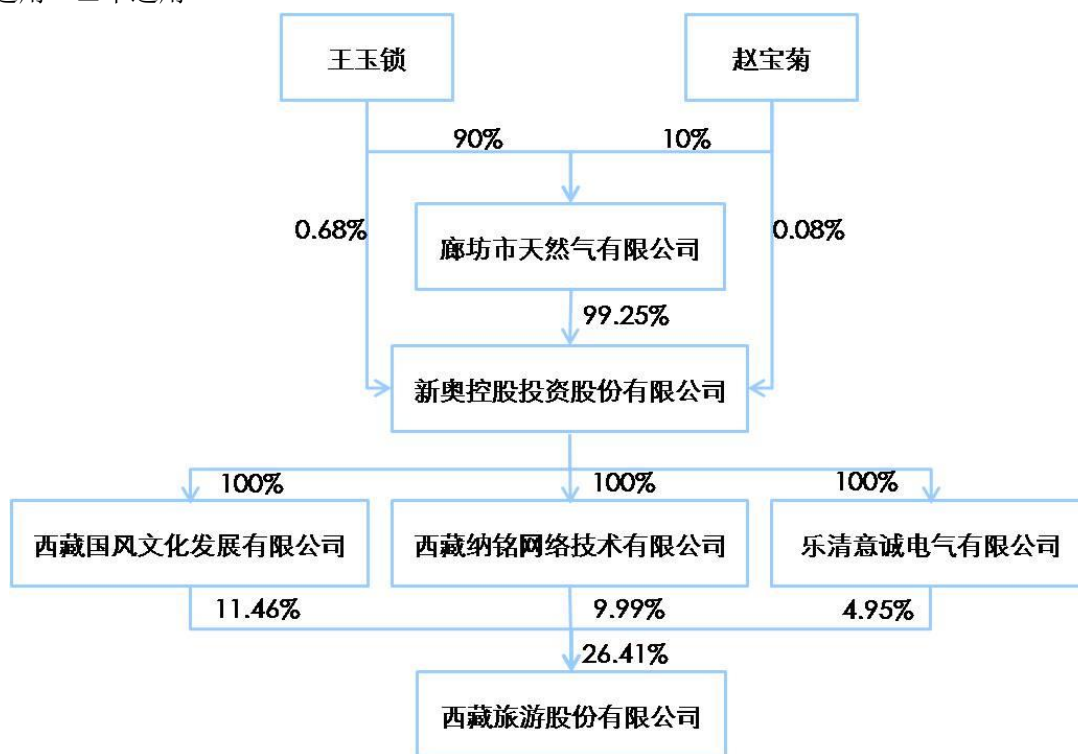 王玉锁
赵宝菊
90%
10%
0.68%
廊坊市天然气有限公司
0.08%
99.25%
新奥控股投资股份有限公司
100%
100%
100%
西藏国风文化发展有限公司
西藏纳铭网络技术有限公司
乐清意诚电气有限公司
11.46%
9.99%
4.95%
26.41%
西藏旅游股份有限公司